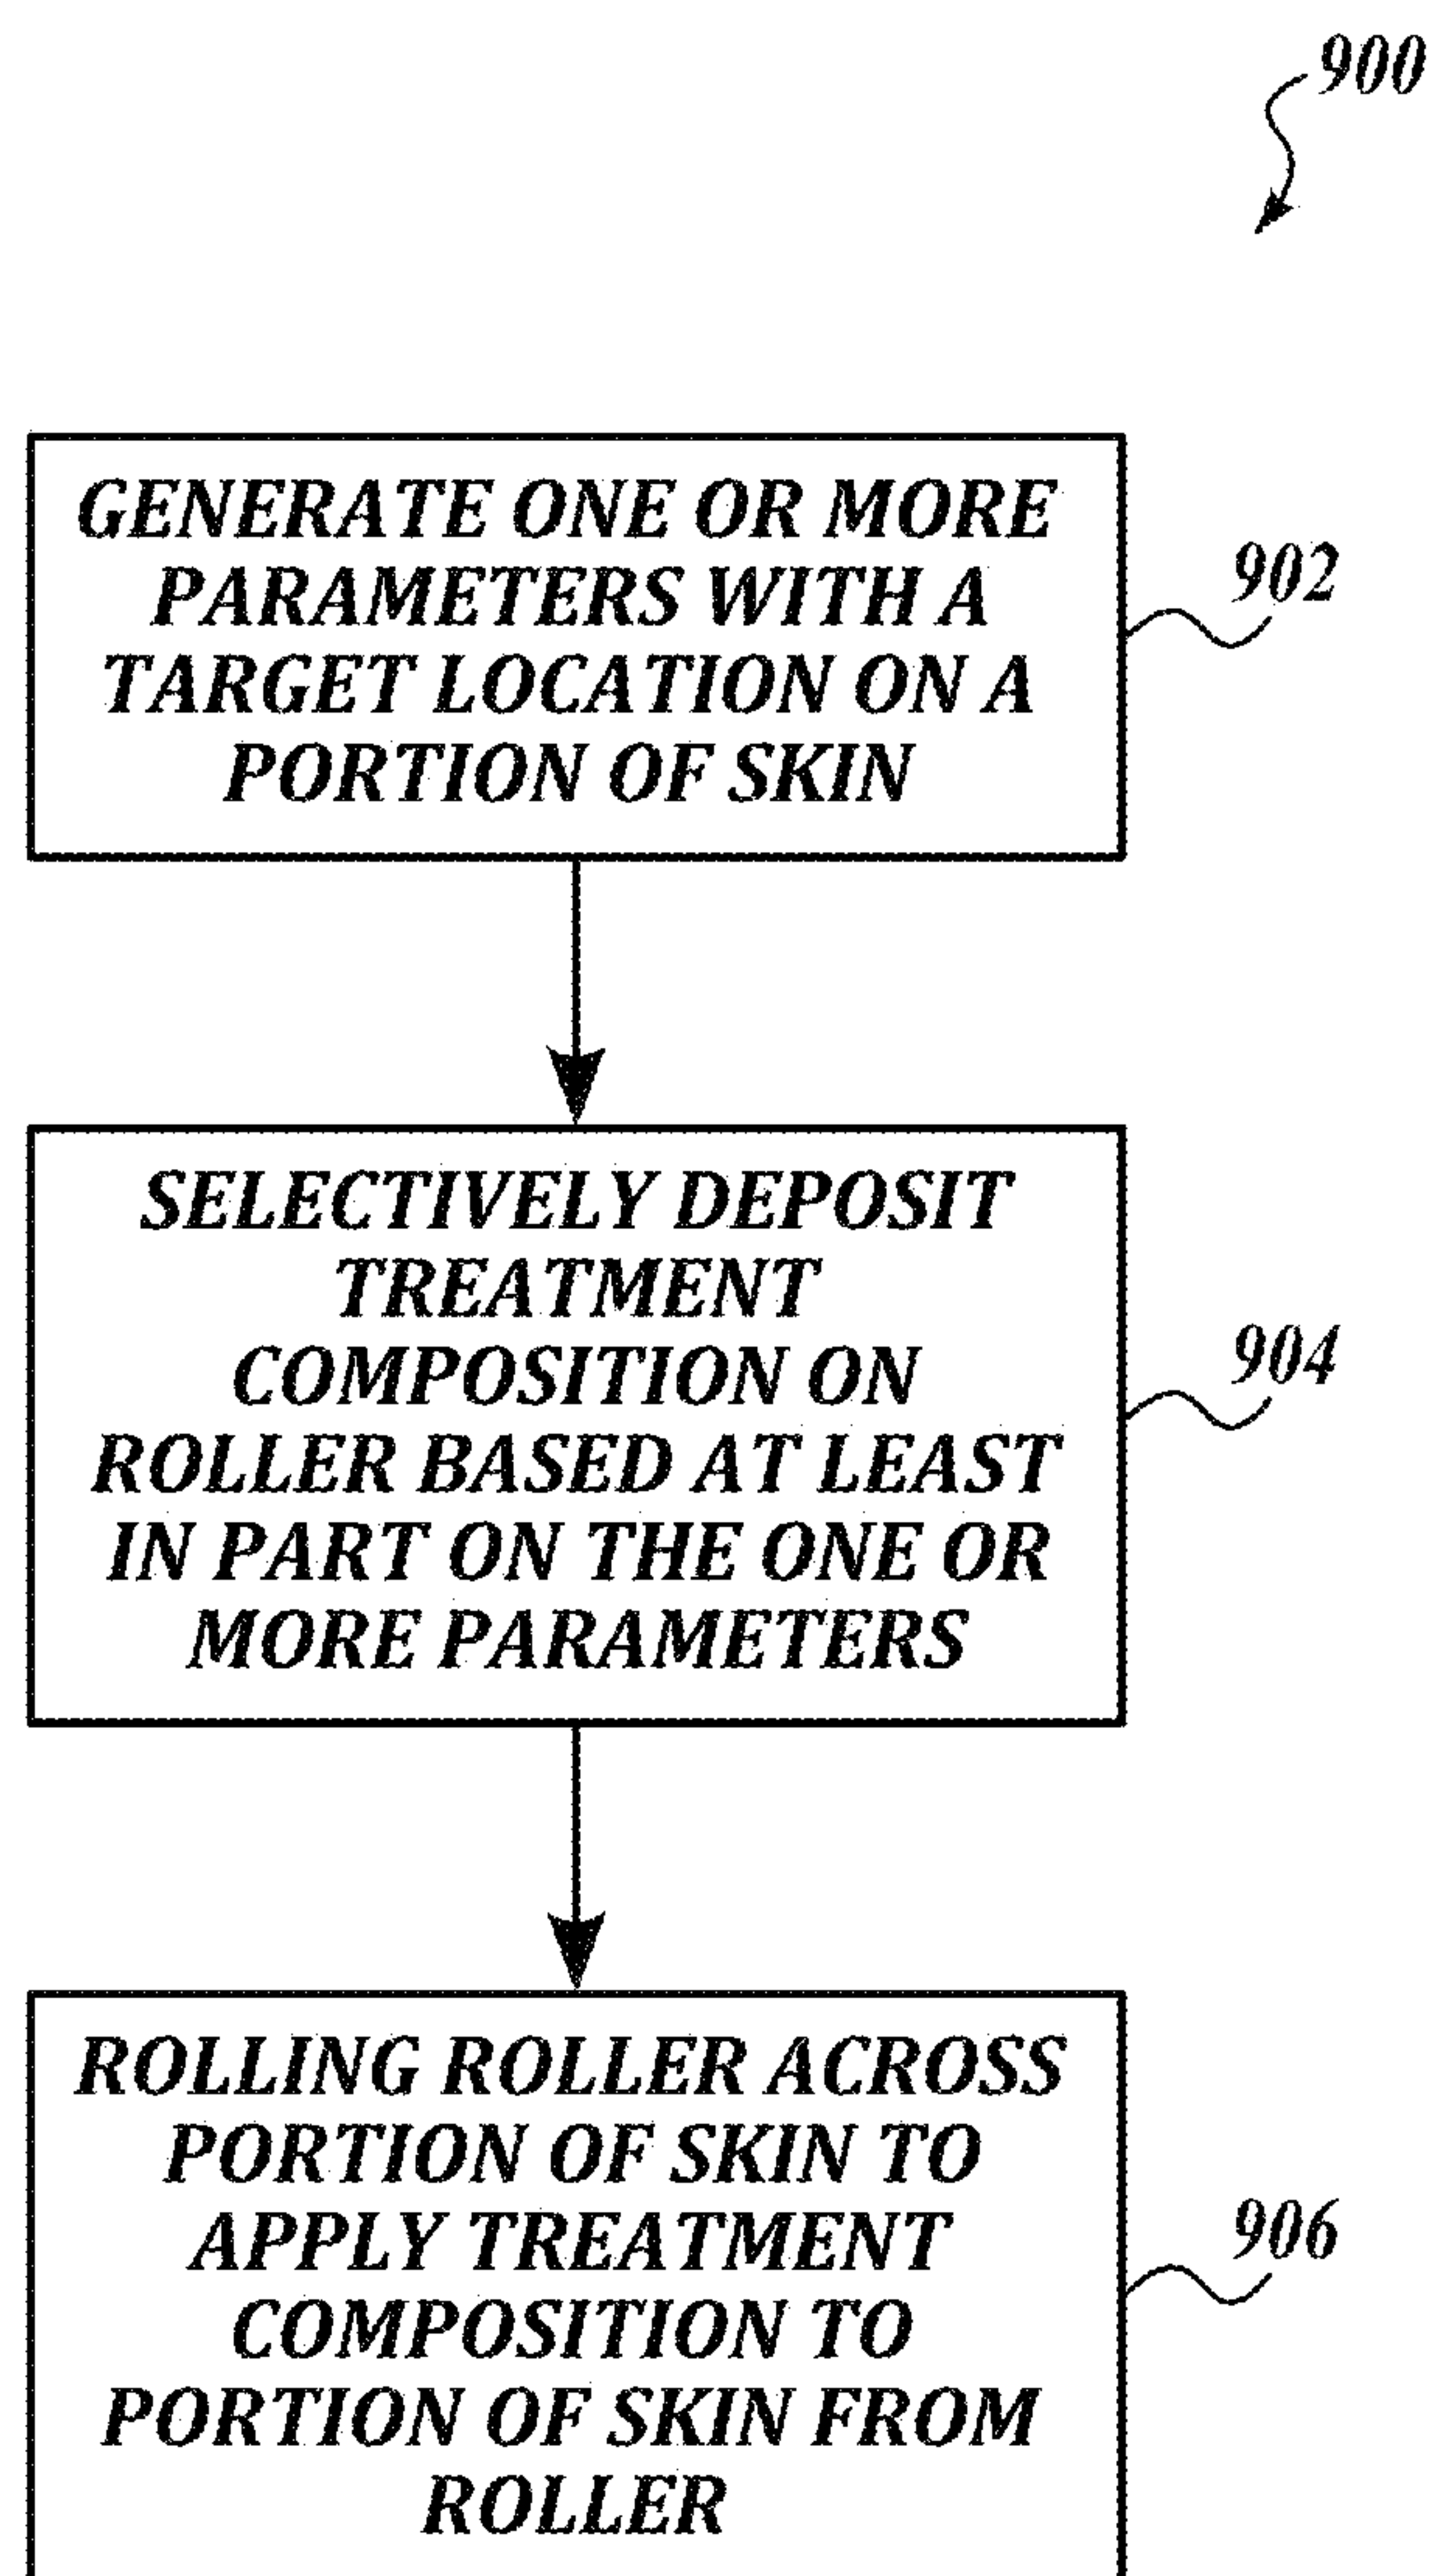 900
GENERATE ONE OR MORE
PARAMETERS WITH A
TARGET LOCATION ON A
PORTION OF SKIN
902
SELECTIVELY DEPOSIT
TREATMENT
COMPOSITION ON
ROLLER BASED AT LEAST
IN PART ON THE ONE OR
MORE PARAMETERS
904
ROLLING ROLLER ACROSS
PORTION OF SKIN TO
APPLY TREATMENT
COMPOSITION TO
PORTION OF SKIN FROM
ROLLER
906